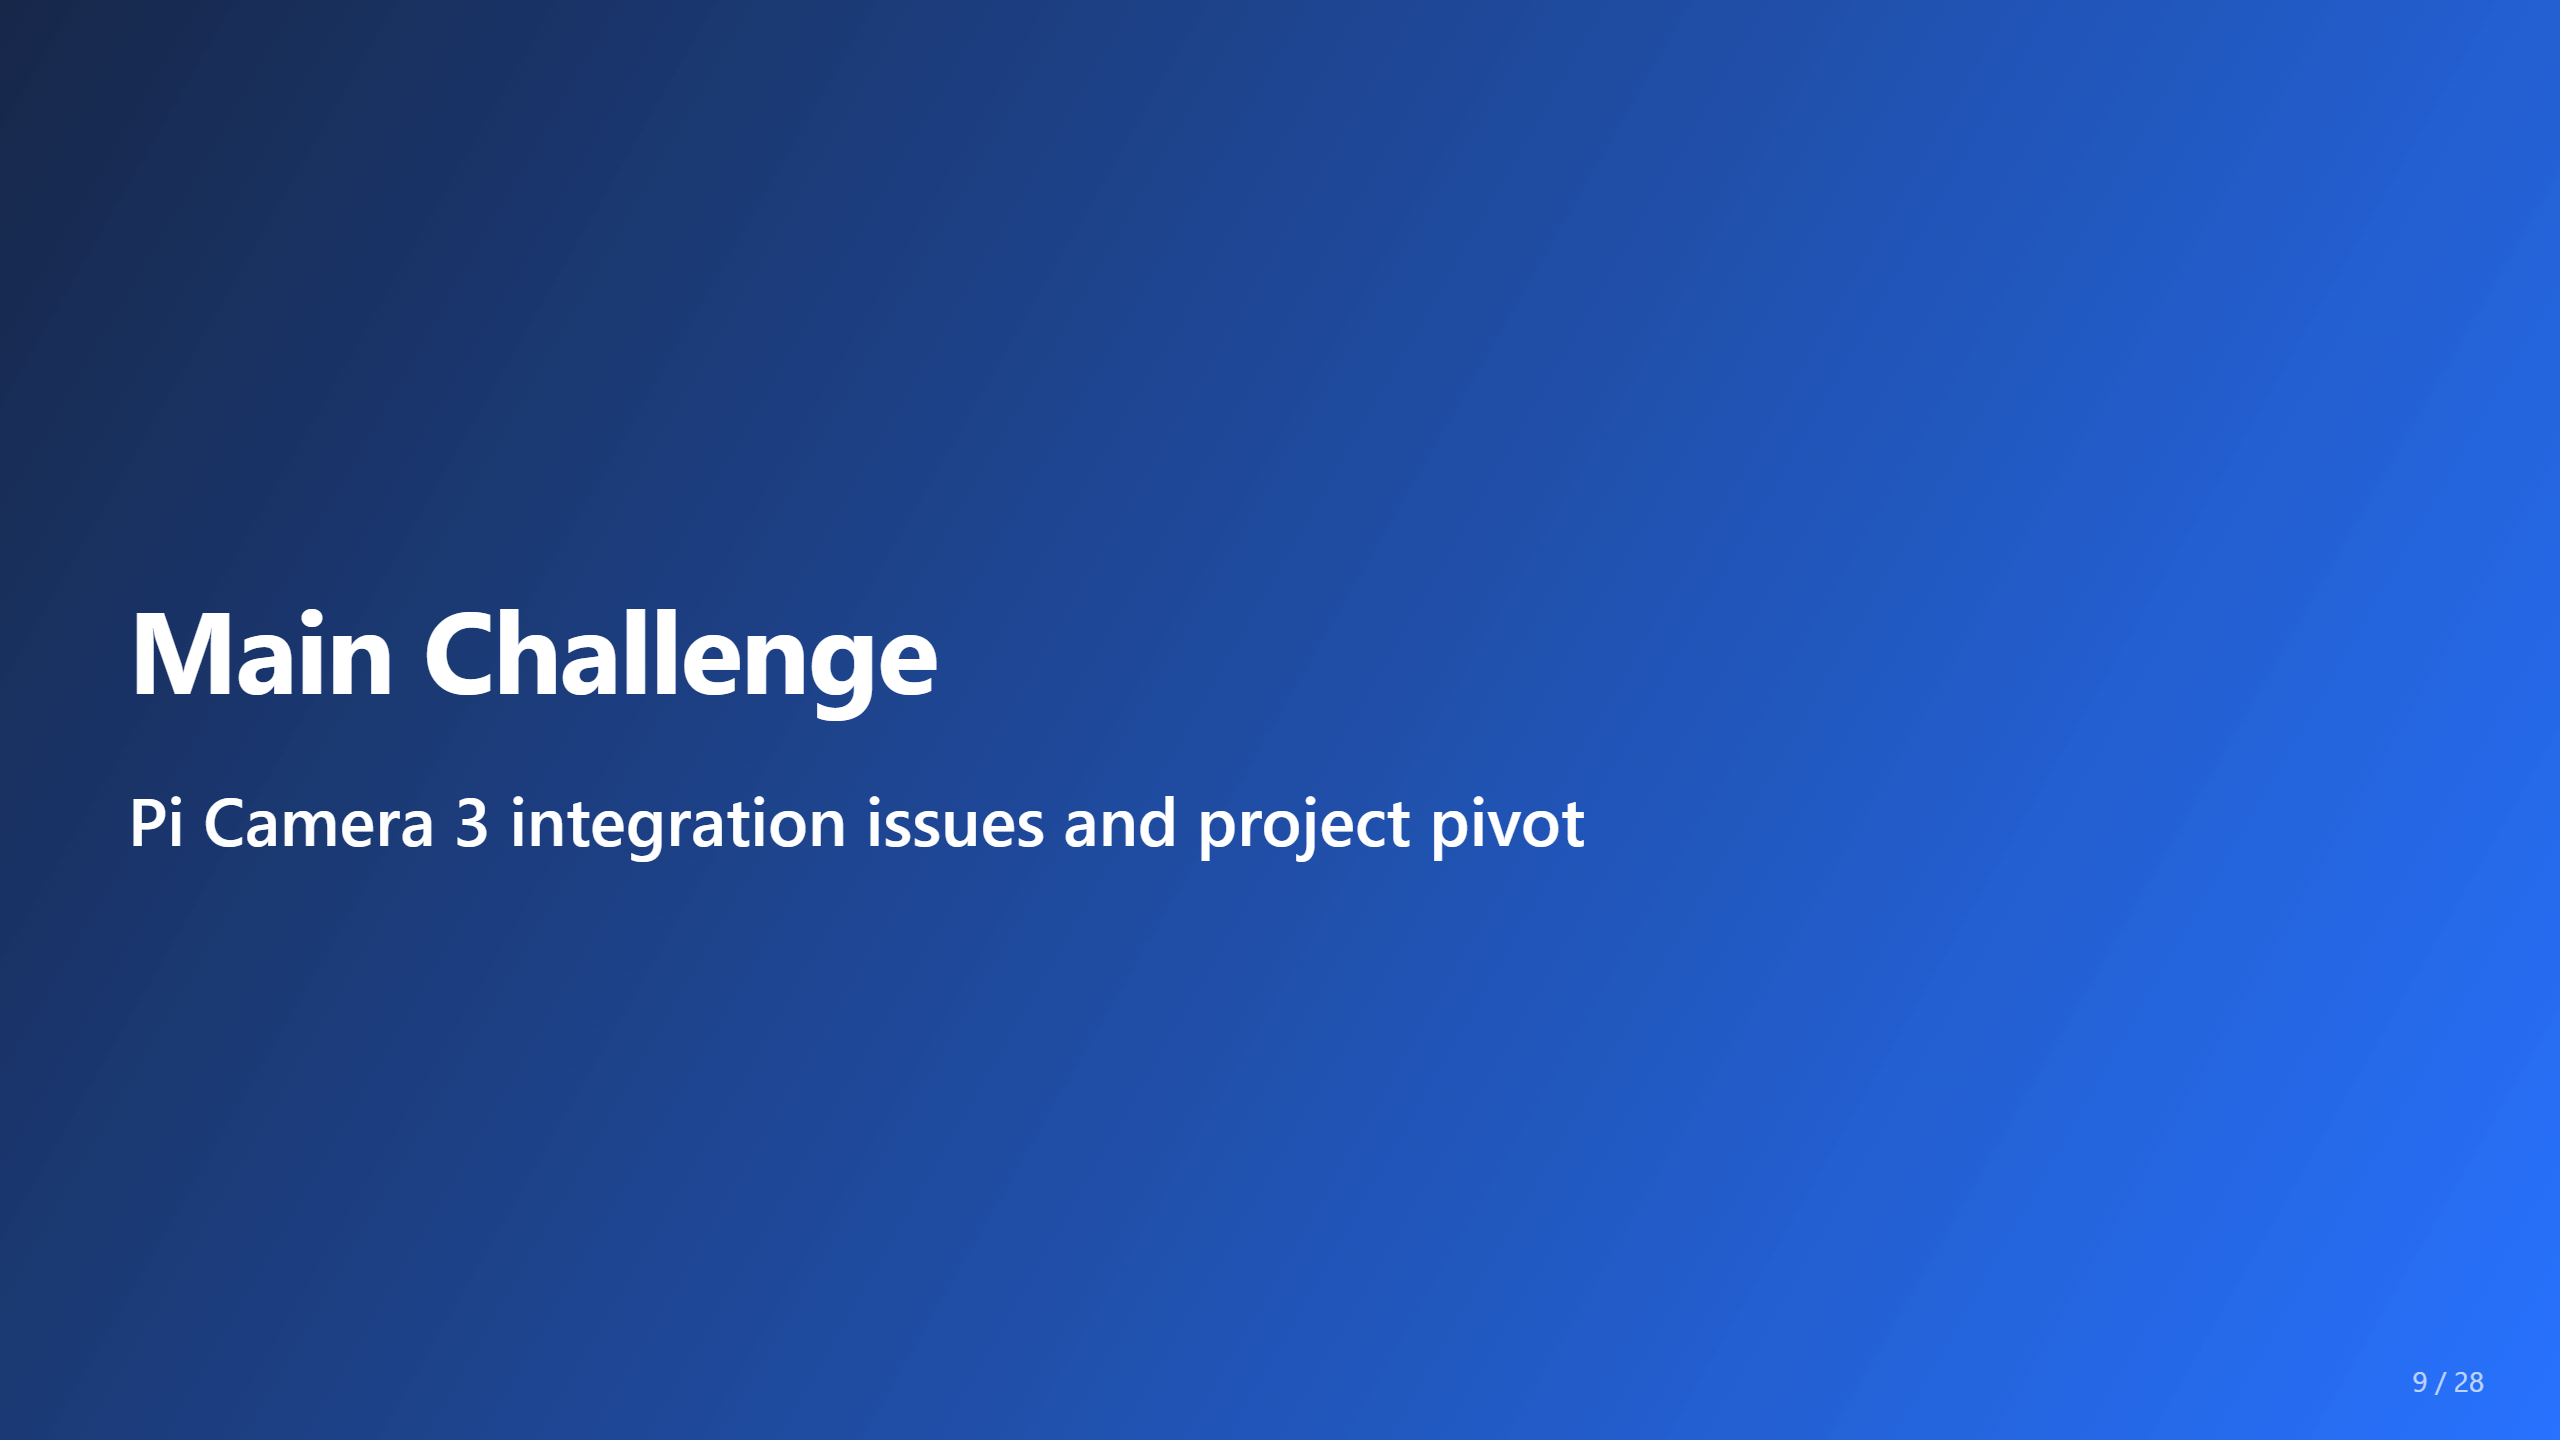 Main Challenge
Pi Camera 3 integration issues and project pivot
9 / 28